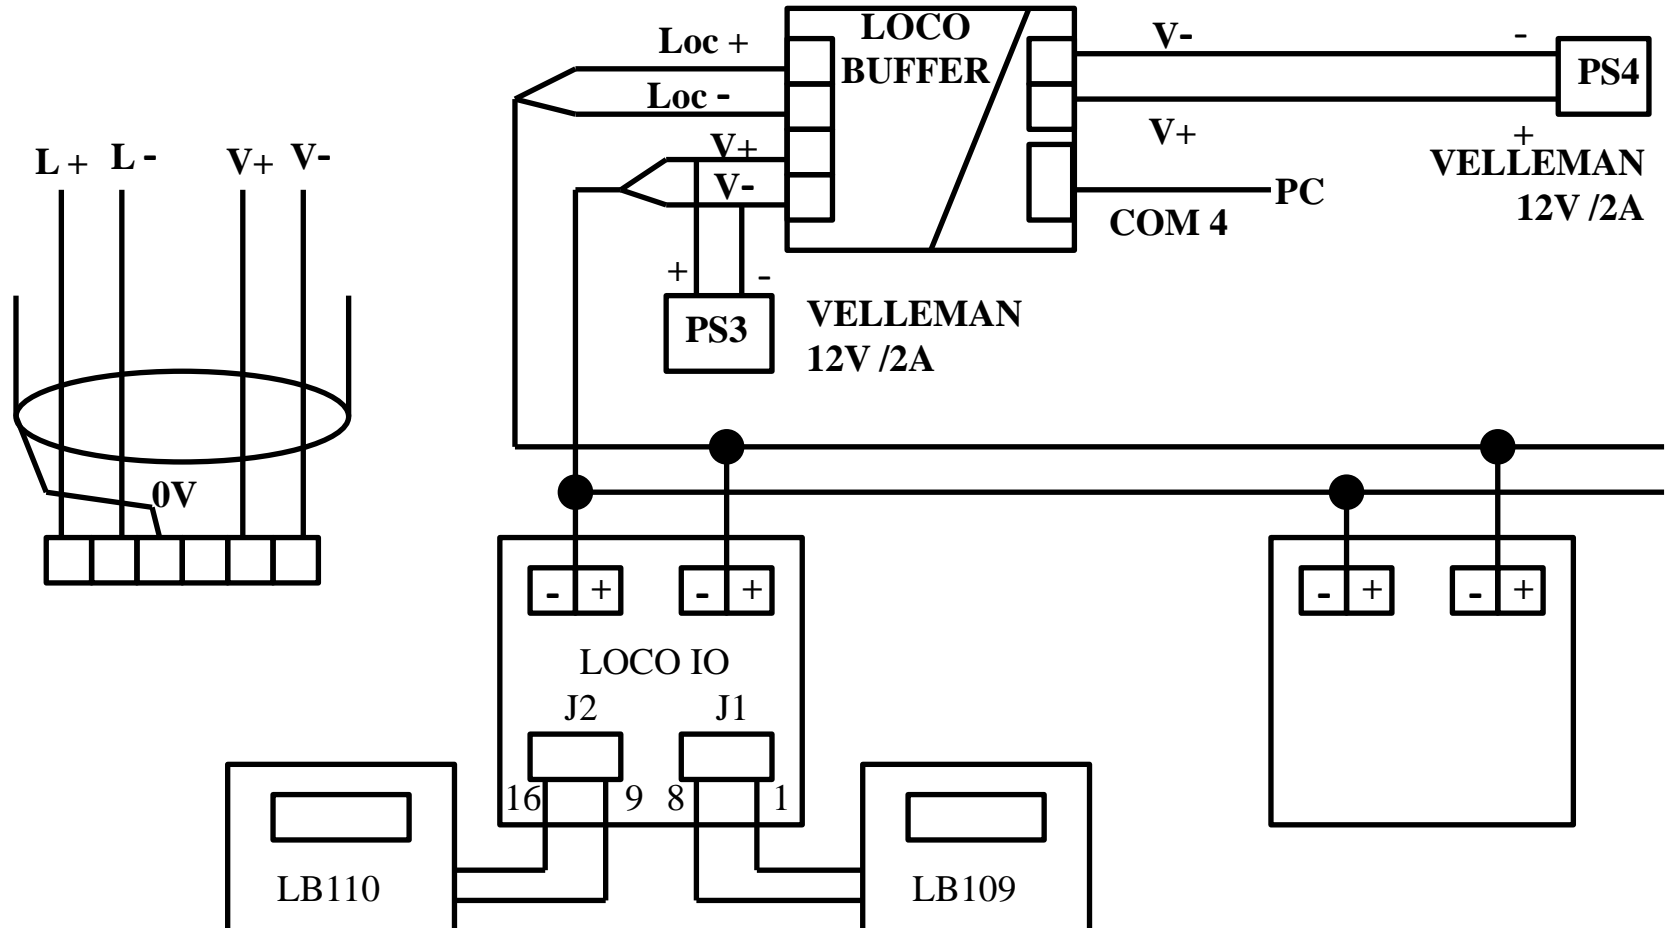 LOCO
BUFFER
Loc +
Loc -
V+
V-
V-
-
PS4
V+
+
VELLEMAN
12V /2A
PC
COM 4
L + L - V+ V-
+ -
PS3
VELLEMAN
12V /2A
0V
- + - +
LOCO IO
J2 J1
16 9 8 1
- + - +
LB110
LB109